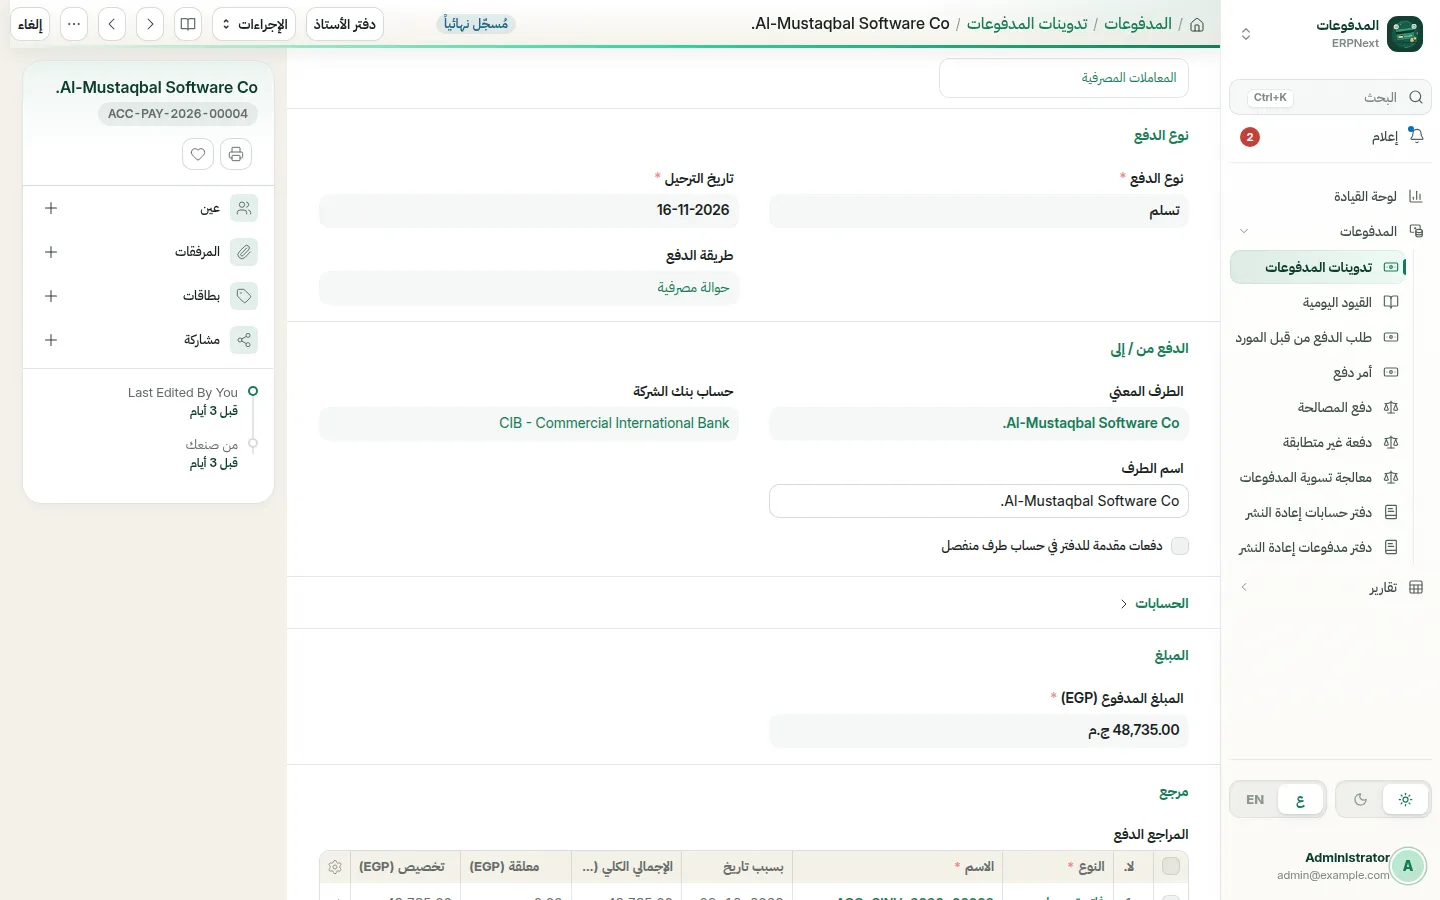 المدفوعات
ERPNext
البحث
Ctrl+K
إعلام
2
لوحة القيادة
المدفوعات
تدوينات المدفوعات
القيود اليومية
طلب الدفع من قبل المورد
أمر دفع
دفع المصالحة
دفعة غير متطابقة
معالجة تسوية المدفوعات
دفتر حسابات إعادة النشر
دفتر مدفوعات إعادة النشر
تقارير
ع
EN
Administrator
admin@example.com
A
/ المدفوعات / تدوينات المدفوعات / Al-Mustaqbal Software Co.
مُسجّل نهائياً
دفتر الأستاذ
الإجراءات
إلغاء
المعاملات المصرفية
نوع الدفع
نوع الدفع *
تسلم
تاريخ الترحيل *
16-11-2026
طريقة الدفع
حوالة مصرفية
الدفع من / إلى
الطرف المعني
Al-Mustaqbal Software Co.
حساب بنك الشركة
CIB - Commercial International Bank
اسم الطرف
Al-Mustaqbal Software Co.
دفعات مقدمة للدفتر في حساب طرف منفصل
الحسابات
المبلغ
المبلغ المدفوع (EGP) *
48,735.00 ج.م
مرجع
المراجع الدفع
لا.
النوع *
الاسم *
بسبب تاريخ
الإجمالي الكلي (...
معلقة (EGP)
تخصيص (EGP)
Al-Mustaqbal Software Co.
ACC-PAY-2026-00004
عين
المرفقات
بطاقات
مشاركة
Last Edited By You
قبل 3 أيام
من صنعك
قبل 3 أيام